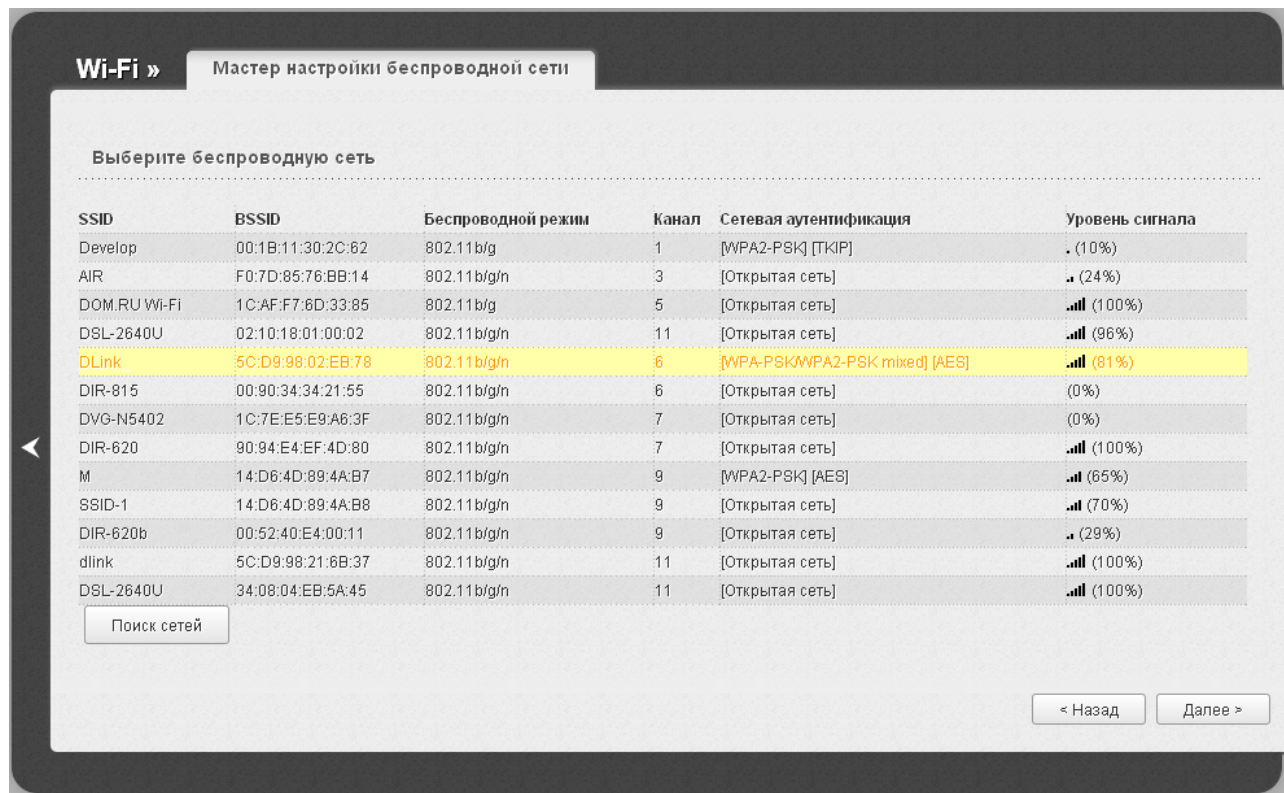 Wi-Fi » Мастер настройки беспроводной сети
Выберите беспроводную сеть
SSID BSSID Беспроводной режим Канал Сетевая аутентификация Уровень сигнала
Develop 00:1B:11:30:2C:62 802.11b/g 1 [WPA2-PSK] [TKIP] (10%)
AIR F0:7D:85:76:BB:14 802.11b/g/n 3 [Открытая сеть] (24%)
DOM.RU Wi-Fi 1C:AF:F7:6D:33:85 802.11b/g 5 [Открытая сеть] (100%)
DSL-2640U 02:10:18:01:00:02 802.11b/g/n 11 [Открытая сеть] (96%)
DLink 5C:D9:98:02:EB:78 802.11b/g/n 6 [WPA-PSK/WPA2-PSK mixed] [AES] (81%)
DIR-815 00:90:34:34:21:55 802.11b/g/n 6 [Открытая сеть] (0%)
DVG-N5402 1C:7E:E5:E9:A6:3F 802.11b/g/n 7 [Открытая сеть] (0%)
DIR-620 90:94:E4:EF:4D:80 802.11b/g/n 7 [Открытая сеть] (100%)
M 14:D6:4D:89:4A:B7 802.11b/g/n 9 [WPA2-PSK] [AES] (65%)
SSID-1 14:D6:4D:89:4A:B8 802.11b/g/n 9 [Открытая сеть] (70%)
DIR-620b 00:52:40:E4:00:11 802.11b/g/n 9 [Открытая сеть] (29%)
dlink 5C:D9:98:21:6B:37 802.11b/g/n 11 [Открытая сеть] (100%)
DSL-2640U 34:08:04:EB:5A:45 802.11b/g/n 11 [Открытая сеть] (100%)
Поиск сетей
< Назад Далее >